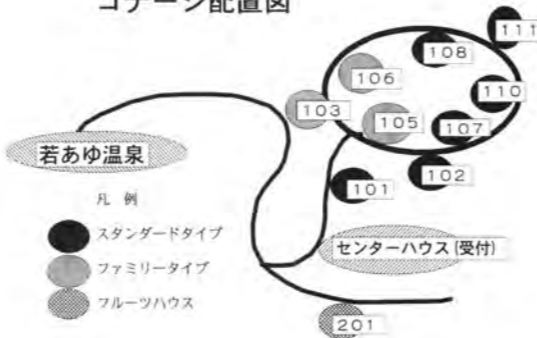 コテージ配置図
111
108
106
110
103
105
107
102
101
若あゆ温泉
凡 例
スタンダードタイプ
センターハウス(受付)
ファミリータイプ
フルーツハウス
201